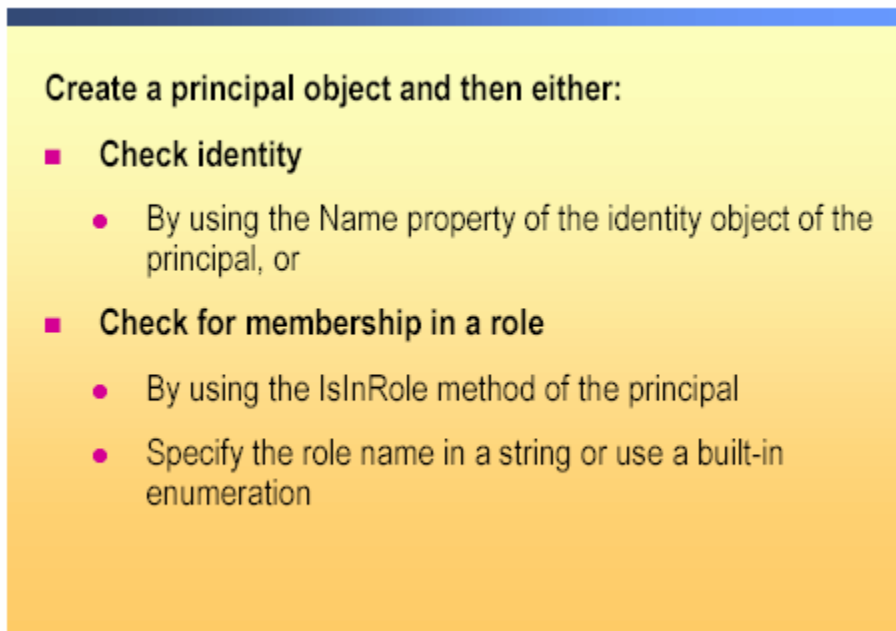 Create a principal object and then either:
Check identity
By using the Name property of the identity object of the
principal, or
Check for membership in a role
By using the IsInRole method of the principal
Specify the role name in a string or use a built-in
enumeration